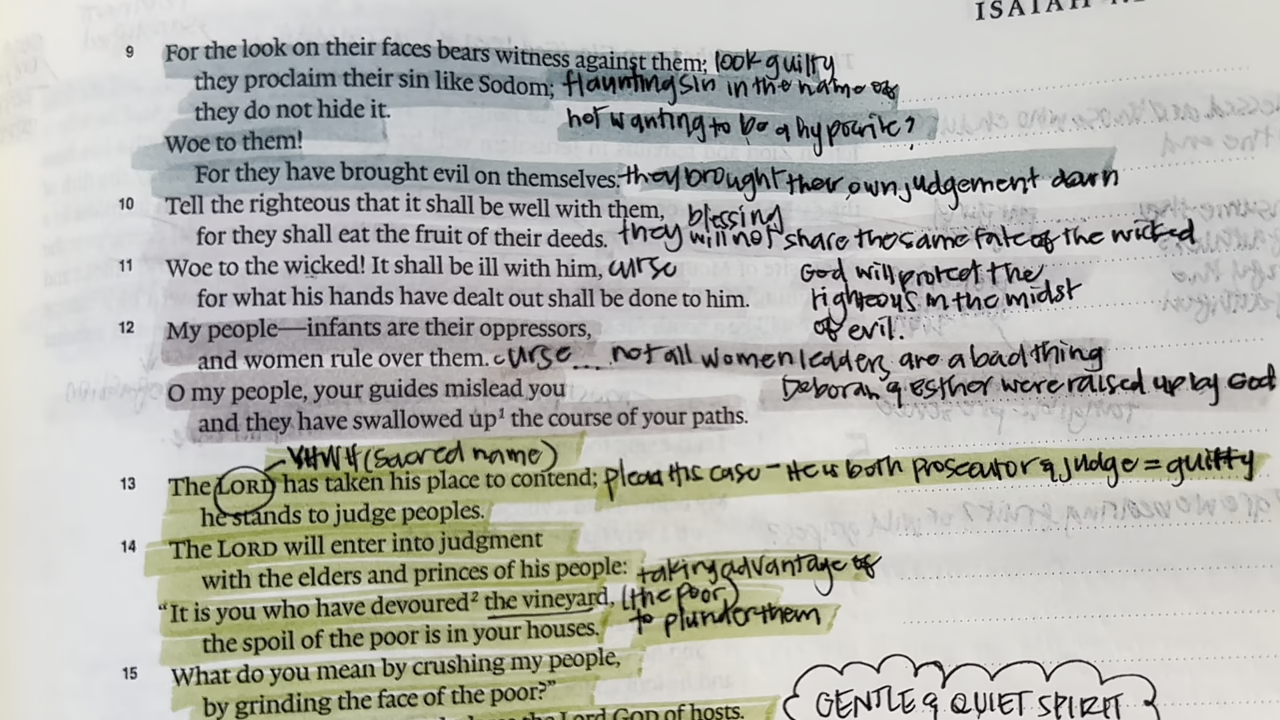 ISAIAH
9 For the look on their faces bears witness against them; look guilty
they proclaim their sin like Sodom; flaunting sin in the name of
they do not hide it. not wanting to be a hypocrite?
Woe to them!
For they have brought evil on themselves. they brought their own judgement down
10 Tell the righteous that it shall be well with them, blessing
for they shall eat the fruit of their deeds. they will not share the same fate of the wicked
11 Woe to the wicked! It shall be ill with him, curse God will protect the
for what his hands have dealt out shall be done to him. righteous in the midst
of evil.
12 My people—infants are their oppressors,
and women rule over them. curse... not all women leaders are a bad thing
O my people, your guides mislead you Deborah & Esther were raised up by God
and they have swallowed up¹ the course of your paths.
YHWH (sacred name)
13 The LORD has taken his place to contend; plead his case - He is both prosecutor & judge = guilty
he stands to judge peoples.
14 The LORD will enter into judgment
with the elders and princes of his people: taking advantage of
“It is you who have devoured² the vineyard, (the poor)
the spoil of the poor is in your houses. to plunder them
15 What do you mean by crushing my people,
by grinding the face of the poor?”
the Lord GOD of hosts.
GENTLE & QUIET SPIRIT